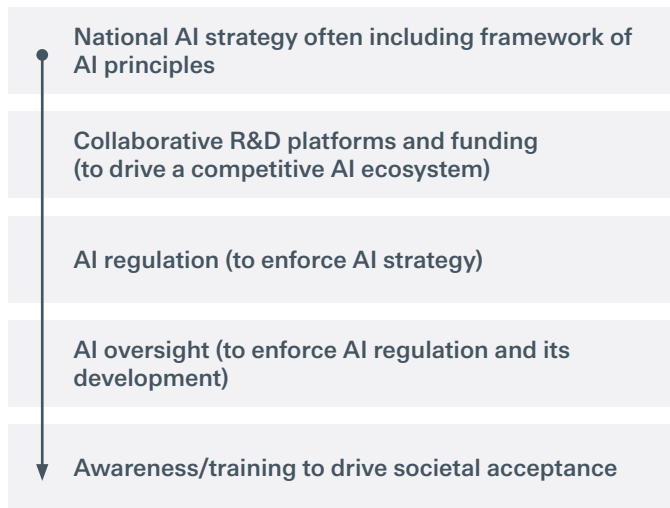 National AI strategy often including framework of
AI principles
Collaborative R&D platforms and funding
(to drive a competitive AI ecosystem)
AI regulation (to enforce AI strategy)
AI oversight (to enforce AI regulation and its
development)
Awareness/training to drive societal acceptance